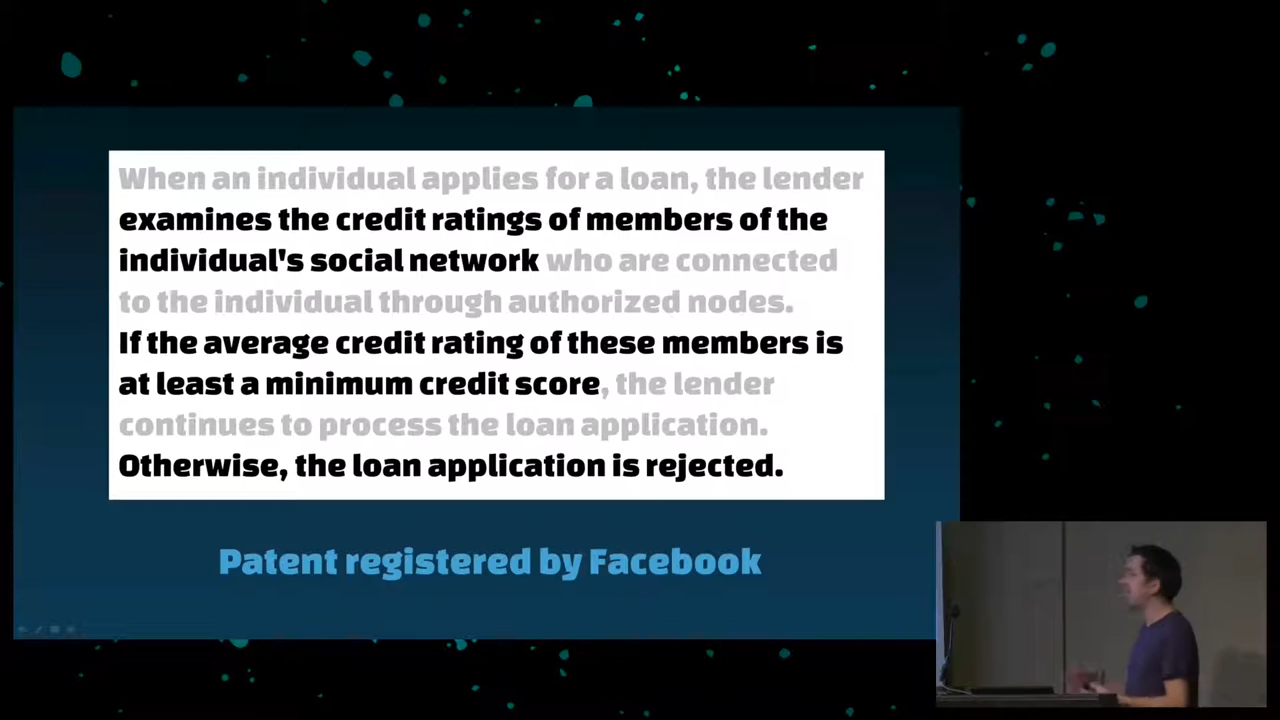 When an individual applies for a loan, the lender
examines the credit ratings of members of the
individual's social network who are connected
to the individual through authorized nodes.
If the average credit rating of these members is
at least a minimum credit score, the lender
continues to process the loan application.
Otherwise, the loan application is rejected.
Patent registered by Facebook